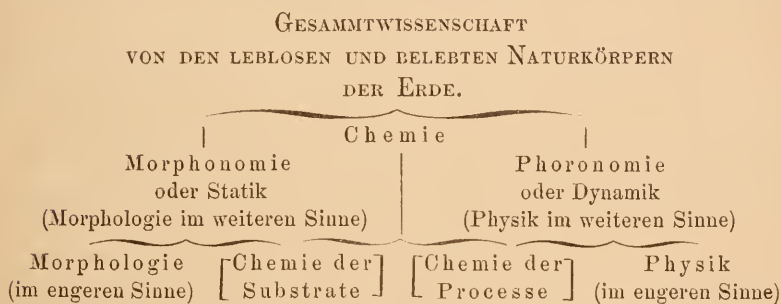 GESAMMTWISSENSCHAFT
VON DEN LEBLOSEN UND BELEBTEN NATURKÖRPERN
DER ERDE.
Chemie
Morphonomie
oder Statik
(Morphologie im weiteren Sinne)
Phoronomie
oder Dynamik
(Physik im weiteren Sinne)
Morphologie
(im engeren Sinne)
[Chemie der
Substrate]
[Chemie der
Processe]
Physik
(im engeren Sinne)